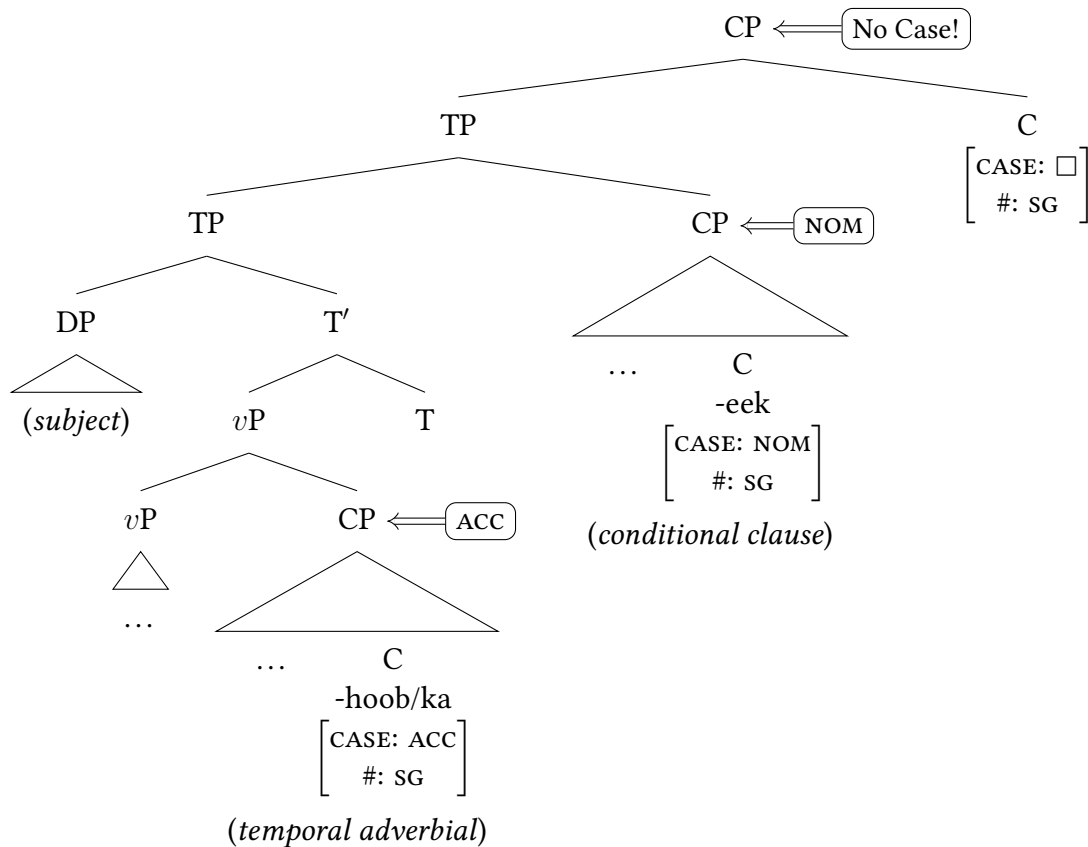 CP No Case!
TP C
[CASE: □
#: SG]
TP CP NOM
DP T′ … C
(subject) vP T -eek
[CASE: NOM
#: SG]
vP CP ACC (conditional clause)
…
… C
-hoob/ka
[CASE: ACC
#: SG]
(temporal adverbial)